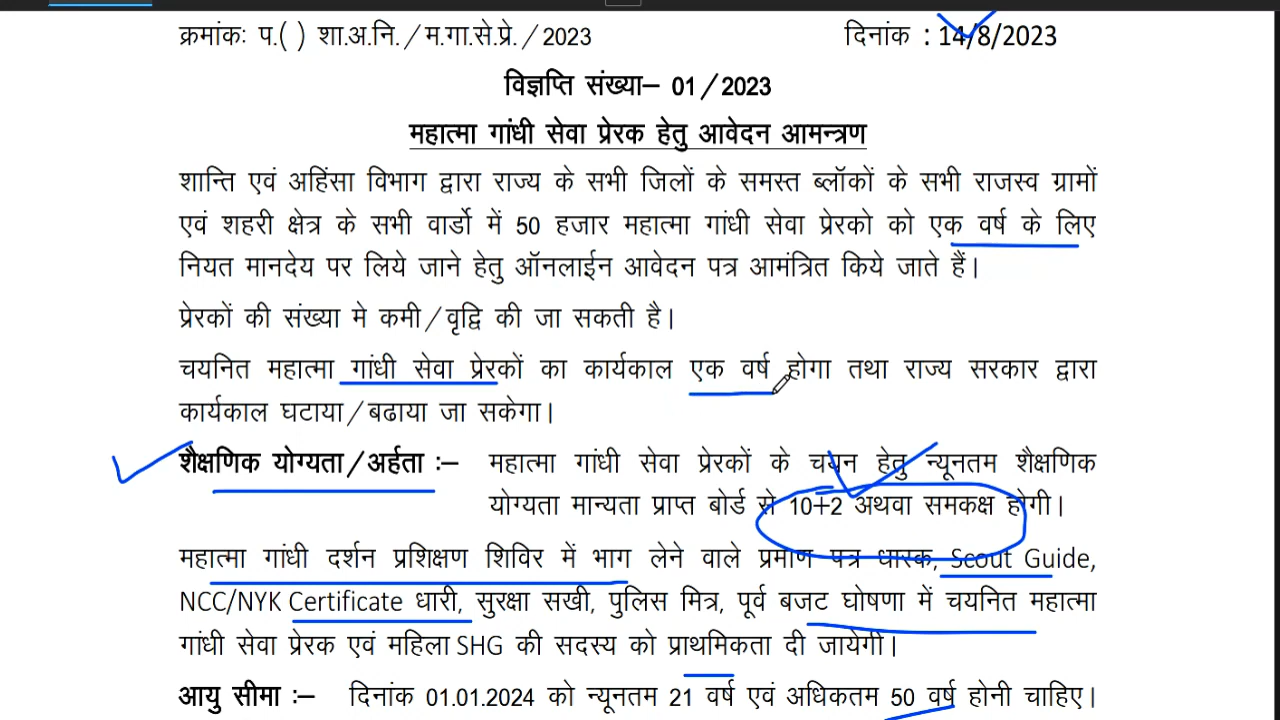 क्रमांकः प.( ) शा.अ.नि./म.गा.से.प्रे./2023 दिनांक : 14/8/2023
विज्ञप्ति संख्या– 01/2023
महात्मा गांधी सेवा प्रेरक हेतु आवेदन आमन्त्रण
शान्ति एवं अहिंसा विभाग द्वारा राज्य के सभी जिलों के समस्त ब्लॉकों के सभी राजस्व ग्रामों
एवं शहरी क्षेत्र के सभी वार्डो में 50 हजार महात्मा गांधी सेवा प्रेरको को एक वर्ष के लिए
नियत मानदेय पर लिये जाने हेतु ऑनलाईन आवेदन पत्र आमंत्रित किये जाते हैं।
प्रेरकों की संख्या मे कमी/वृद्वि की जा सकती है।
चयनित महात्मा गांधी सेवा प्रेरकों का कार्यकाल एक वर्ष होगा तथा राज्य सरकार द्वारा
कार्यकाल घटाया/बढाया जा सकेगा।
शैक्षणिक योग्यता/अर्हता :– महात्मा गांधी सेवा प्रेरकों के चयन हेतु न्यूनतम शैक्षणिक
योग्यता मान्यता प्राप्त बोर्ड से 10+2 अथवा समकक्ष होगी।
महात्मा गांधी दर्शन प्रशिक्षण शिविर में भाग लेने वाले प्रमाण पत्र धारक, Scout Guide,
NCC/NYK Certificate धारी, सुरक्षा सखी, पुलिस मित्र, पूर्व बजट घोषणा में चयनित महात्मा
गांधी सेवा प्रेरक एवं महिला SHG की सदस्य को प्राथमिकता दी जायेगी।
आयु सीमा :– दिनांक 01.01.2024 को न्यूनतम 21 वर्ष एवं अधिकतम 50 वर्ष होनी चाहिए।